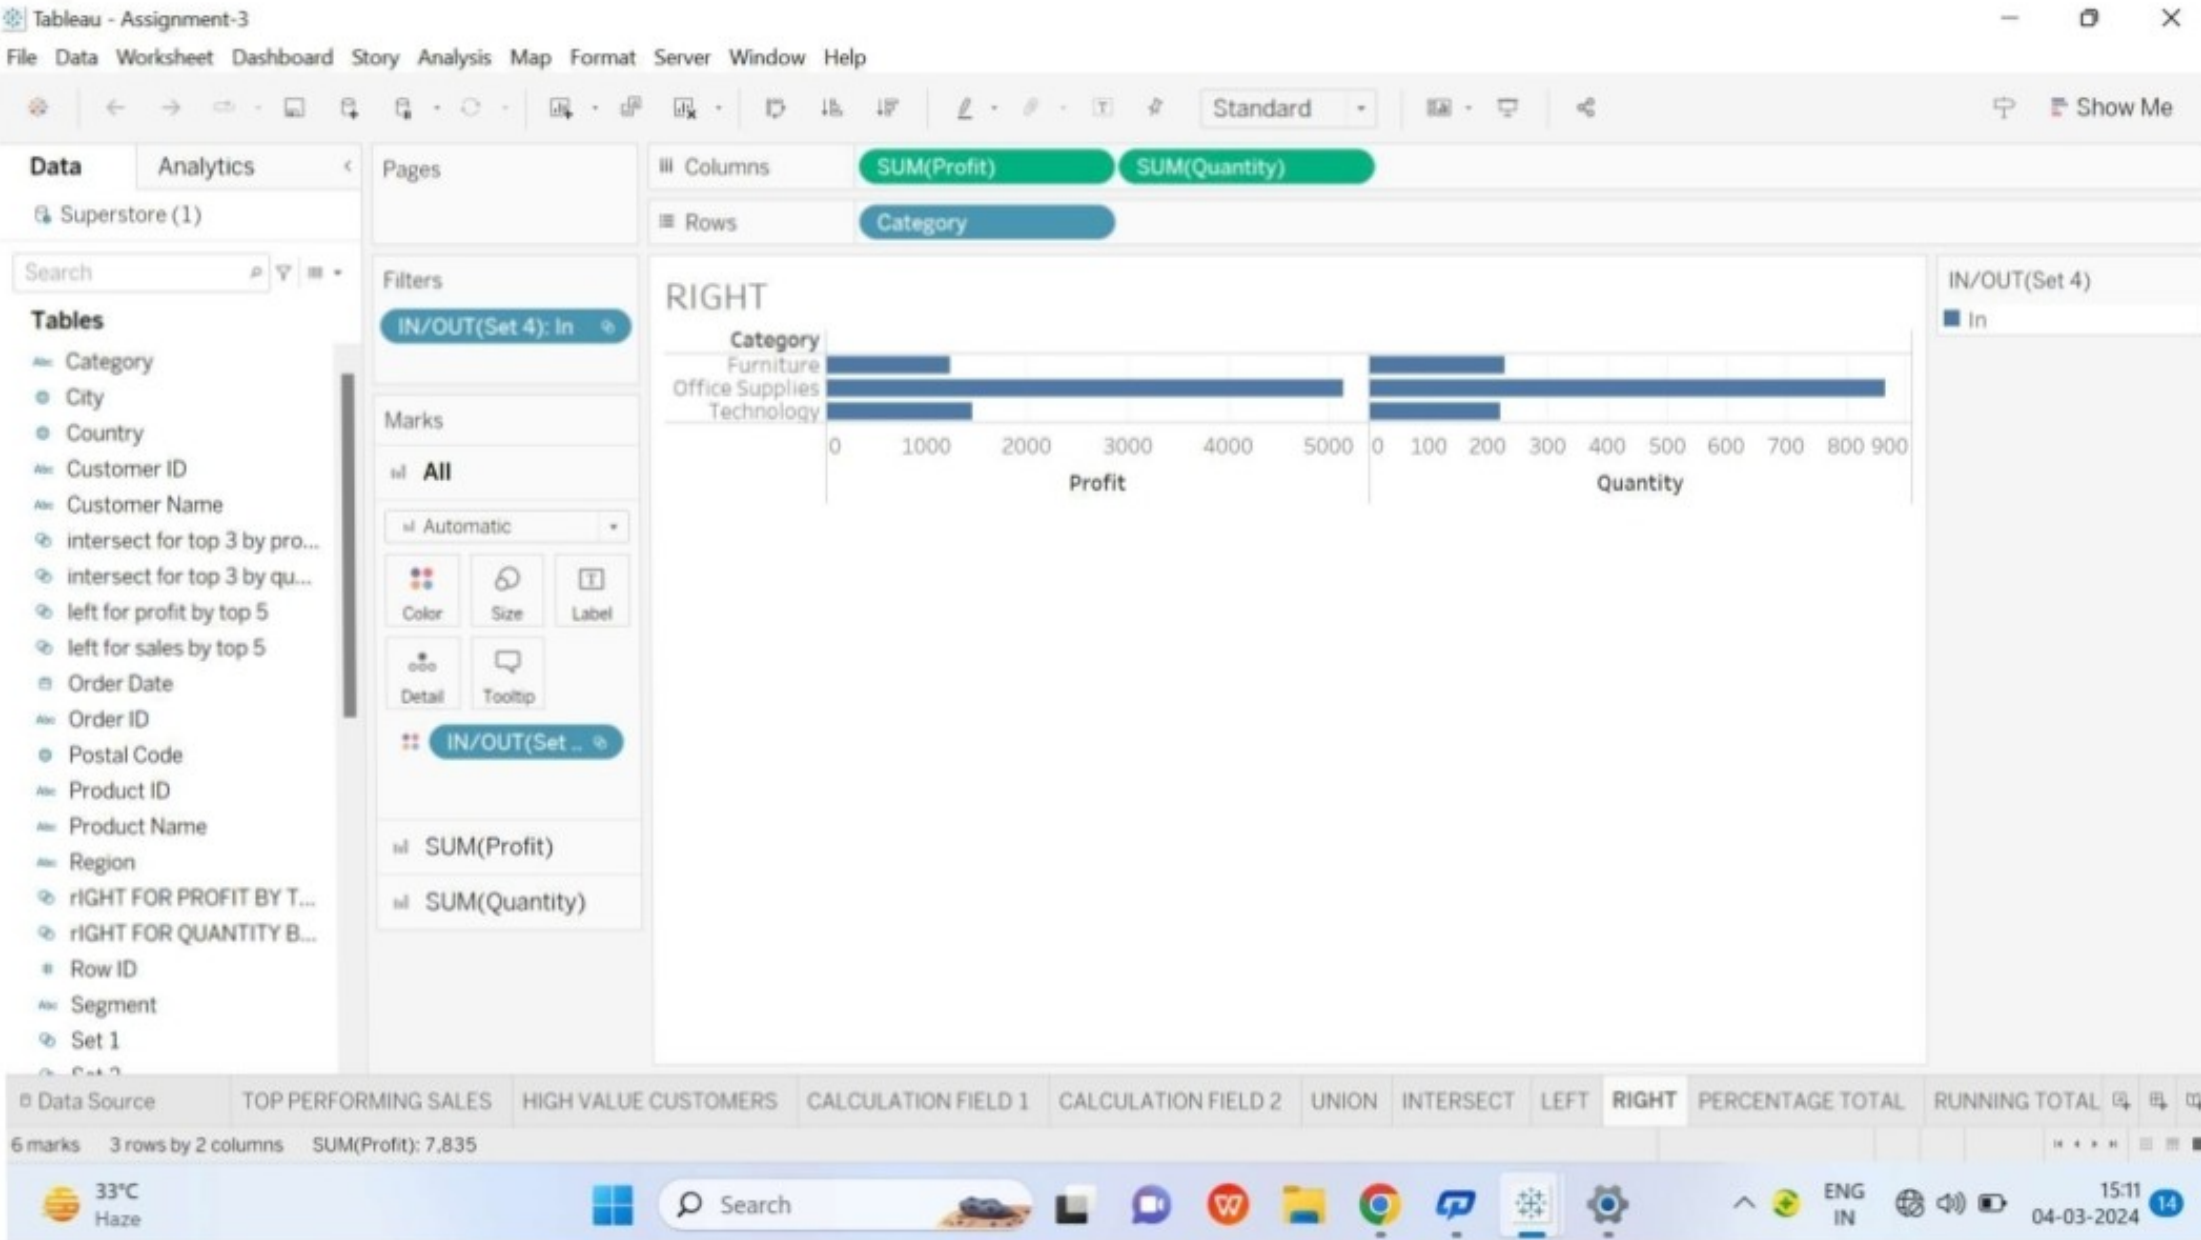 Tableau - Assignment-3
File Data Worksheet Dashboard Story Analysis Map Format Server Window Help
Standard
Show Me
Data Analytics
Superstore (1)
Search
Tables
Abc Category
City
Country
Abc Customer ID
Abc Customer Name
intersect for top 3 by pro...
intersect for top 3 by qu...
left for profit by top 5
left for sales by top 5
Order Date
Abc Order ID
Postal Code
Abc Product ID
Abc Product Name
Abc Region
rIGHT FOR PROFIT BY T...
rIGHT FOR QUANTITY B...
# Row ID
Abc Segment
Set 1
Pages
Filters
IN/OUT(Set 4): In
Marks
All
Automatic
Color Size Label
Detail Tooltip
IN/OUT(Set ..
SUM(Profit)
SUM(Quantity)
Columns SUM(Profit) SUM(Quantity)
Rows Category
RIGHT
Category
Furniture
Office Supplies
Technology
0 1000 2000 3000 4000 5000 0 100 200 300 400 500 600 700 800 900
Profit Quantity
IN/OUT(Set 4)
In
Data Source TOP PERFORMING SALES HIGH VALUE CUSTOMERS CALCULATION FIELD 1 CALCULATION FIELD 2 UNION INTERSECT LEFT RIGHT PERCENTAGE TOTAL RUNNING TOTAL
6 marks 3 rows by 2 columns SUM(Profit): 7,835
33°C
Haze
Search
ENG
IN
15:11
04-03-2024
14